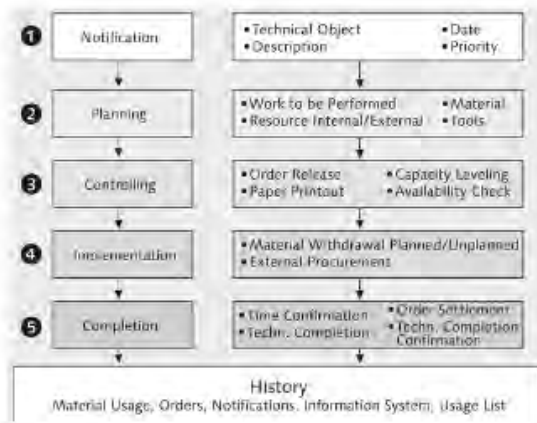 1 Notification
• Technical Object • Date
• Description • Priority
2 Planning
• Work to be Performed • Material
• Resource Internal/External • Tools
3 Controlling
• Order Release • Capacity Leveling
• Paper Printout • Availability Check
4 Implementation
• Material Withdrawal Planned/Unplanned
• External Procurement
5 Completion
• Time Confirmation • Order Settlement
• Techn. Completion • Techn. Completion
Confirmation
History
Material Usage, Orders, Notifications, Information System, Usage List